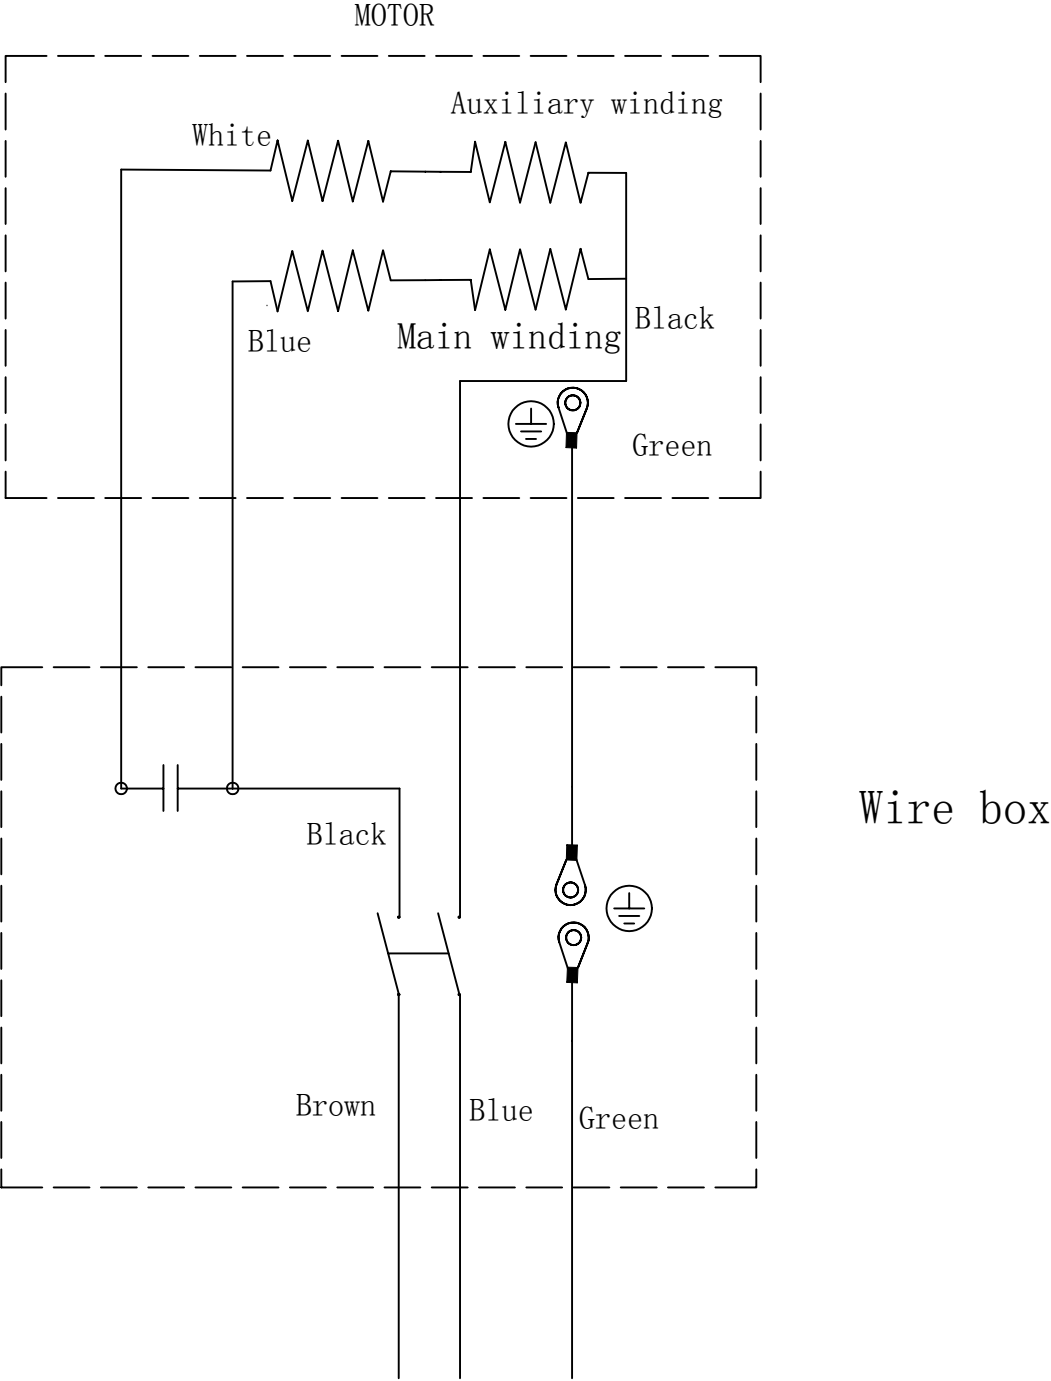 MOTOR
Auxiliary winding
White
Black
Main winding
Blue
Green
Wire box
Black
Brown
Blue
Green